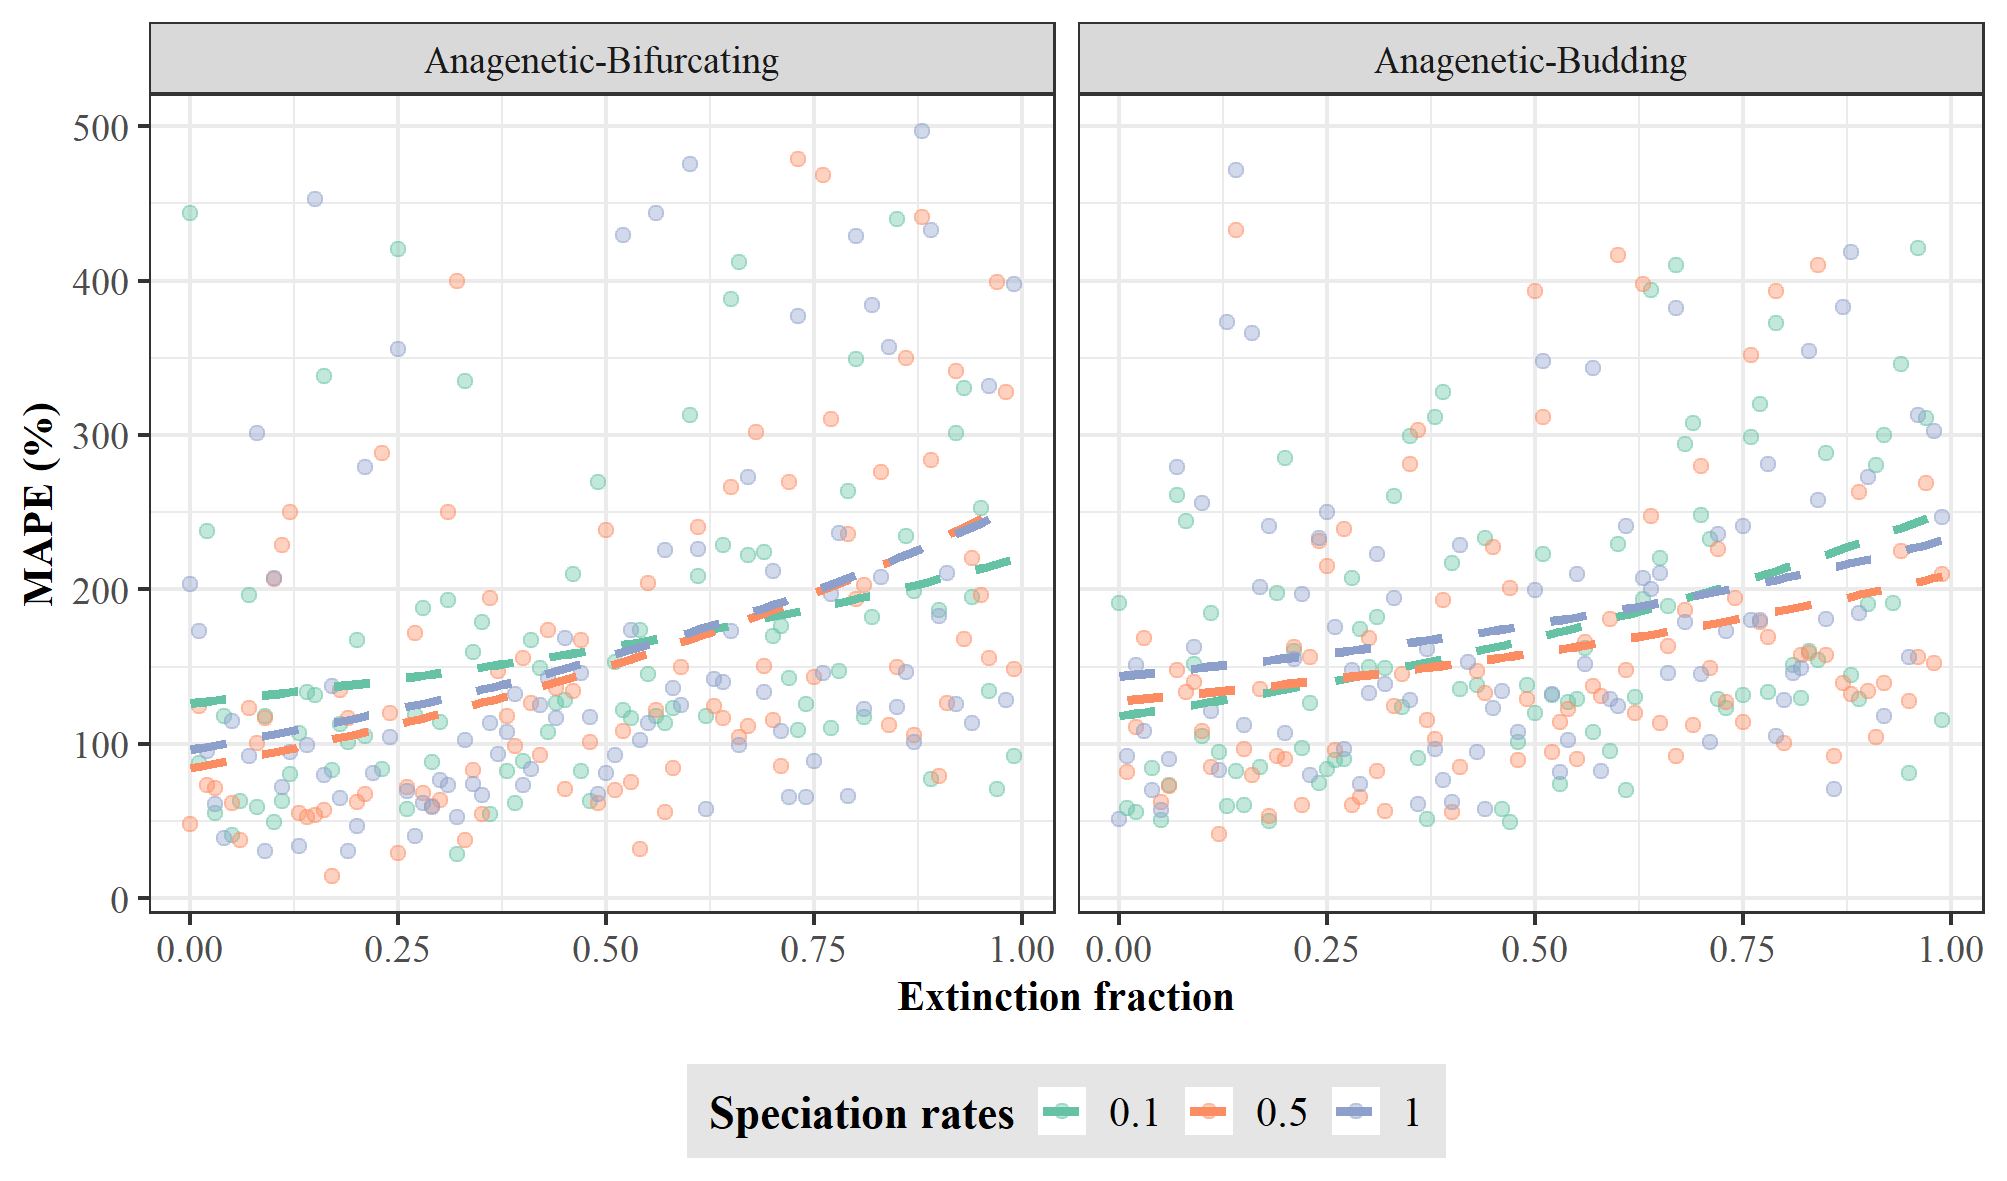 Anagenetic-Bifurcating Anagenetic-Budding
500
400
300
200
100
0
MAPE (%)
0.00 0.25 0.50 0.75 1.00 0.00 0.25 0.50 0.75 1.00
Extinction fraction
Speciation rates 0.1 0.5 1